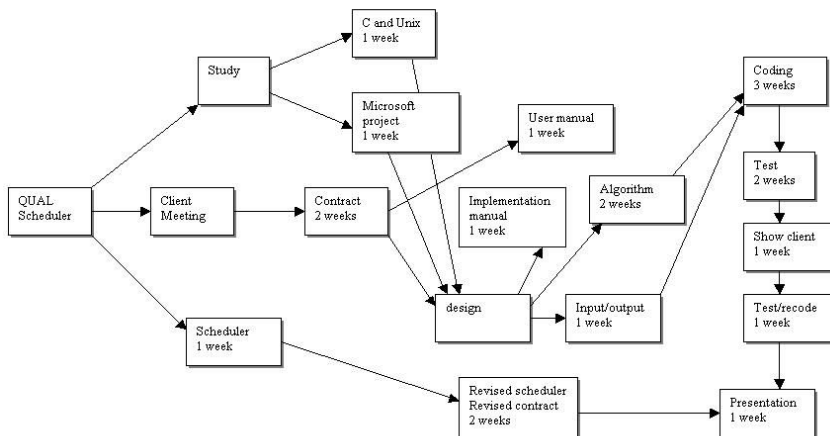 C and Unix
1 week
Study
Coding
3 weeks
Microsoft
project
1 week
User manual
1 week
Test
2 weeks
QUAL
Scheduler
Client
Meeting
Contract
2 weeks
Implementation
manual
1 week
Algorithm
2 weeks
Show client
1 week
design
Input/output
1 week
Test/recode
1 week
Scheduler
1 week
Revised scheduler
Revised contract
2 weeks
Presentation
1 week